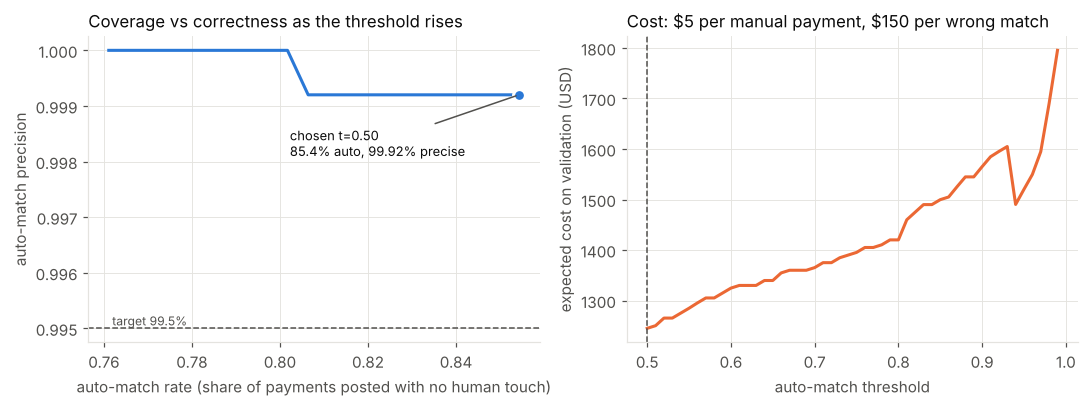 Coverage vs correctness as the threshold rises
1.000
0.999
0.998
0.997
0.996
0.995
auto-match precision
chosen t=0.50
85.4% auto, 99.92% precise
target 99.5%
0.76
0.78
0.80
0.82
0.84
auto-match rate (share of payments posted with no human touch)
Cost: $5 per manual payment, $150 per wrong match
1800
1700
1600
1500
1400
1300
expected cost on validation (USD)
0.5
0.6
0.7
0.8
0.9
1.0
auto-match threshold